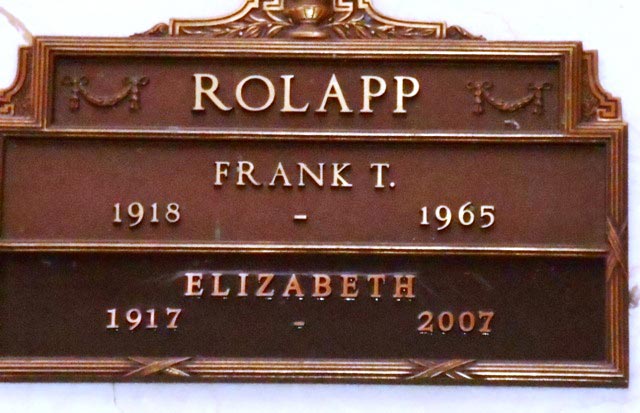 ROLAPP
FRANK T.
1918 - 1965
ELIZABETH
1917 - 2007